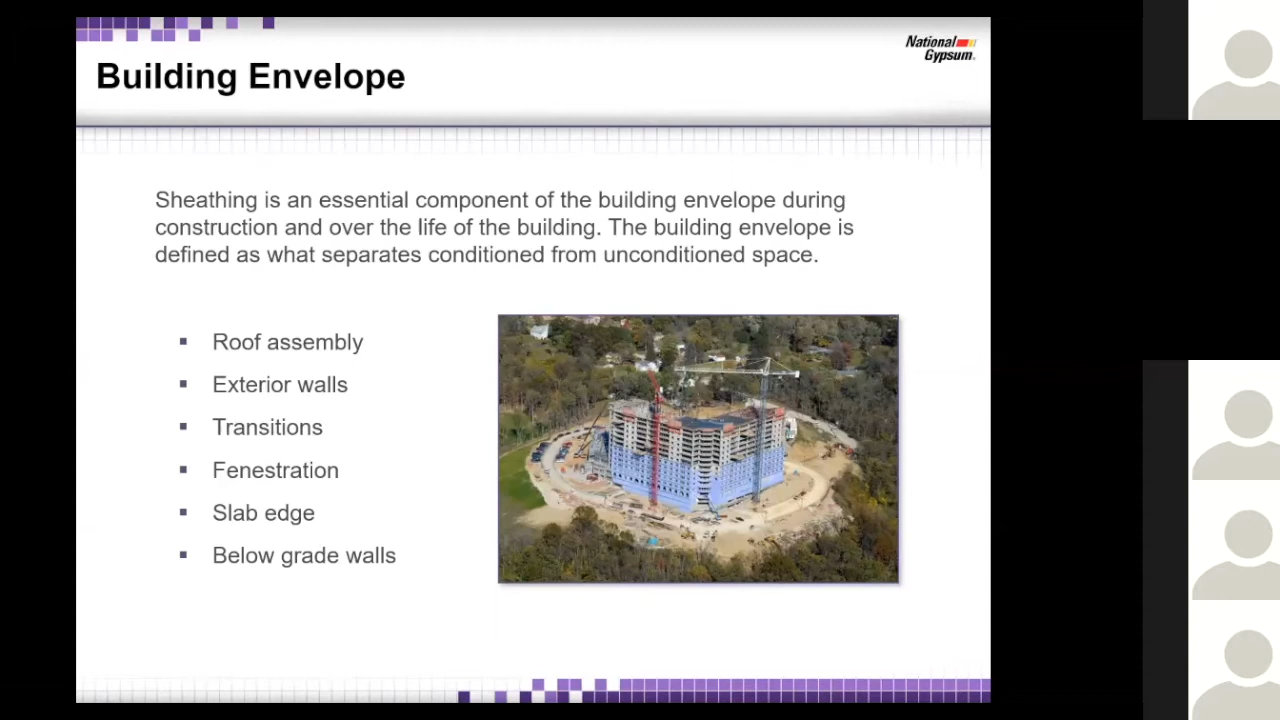 National
Gypsum
Building Envelope
Sheathing is an essential component of the building envelope during
construction and over the life of the building. The building envelope is
defined as what separates conditioned from unconditioned space.
Roof assembly
Exterior walls
Transitions
Fenestration
Slab edge
Below grade walls